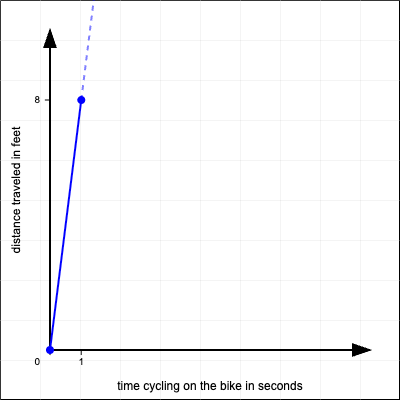 8
distance traveled in feet
0
1
time cycling on the bike in seconds